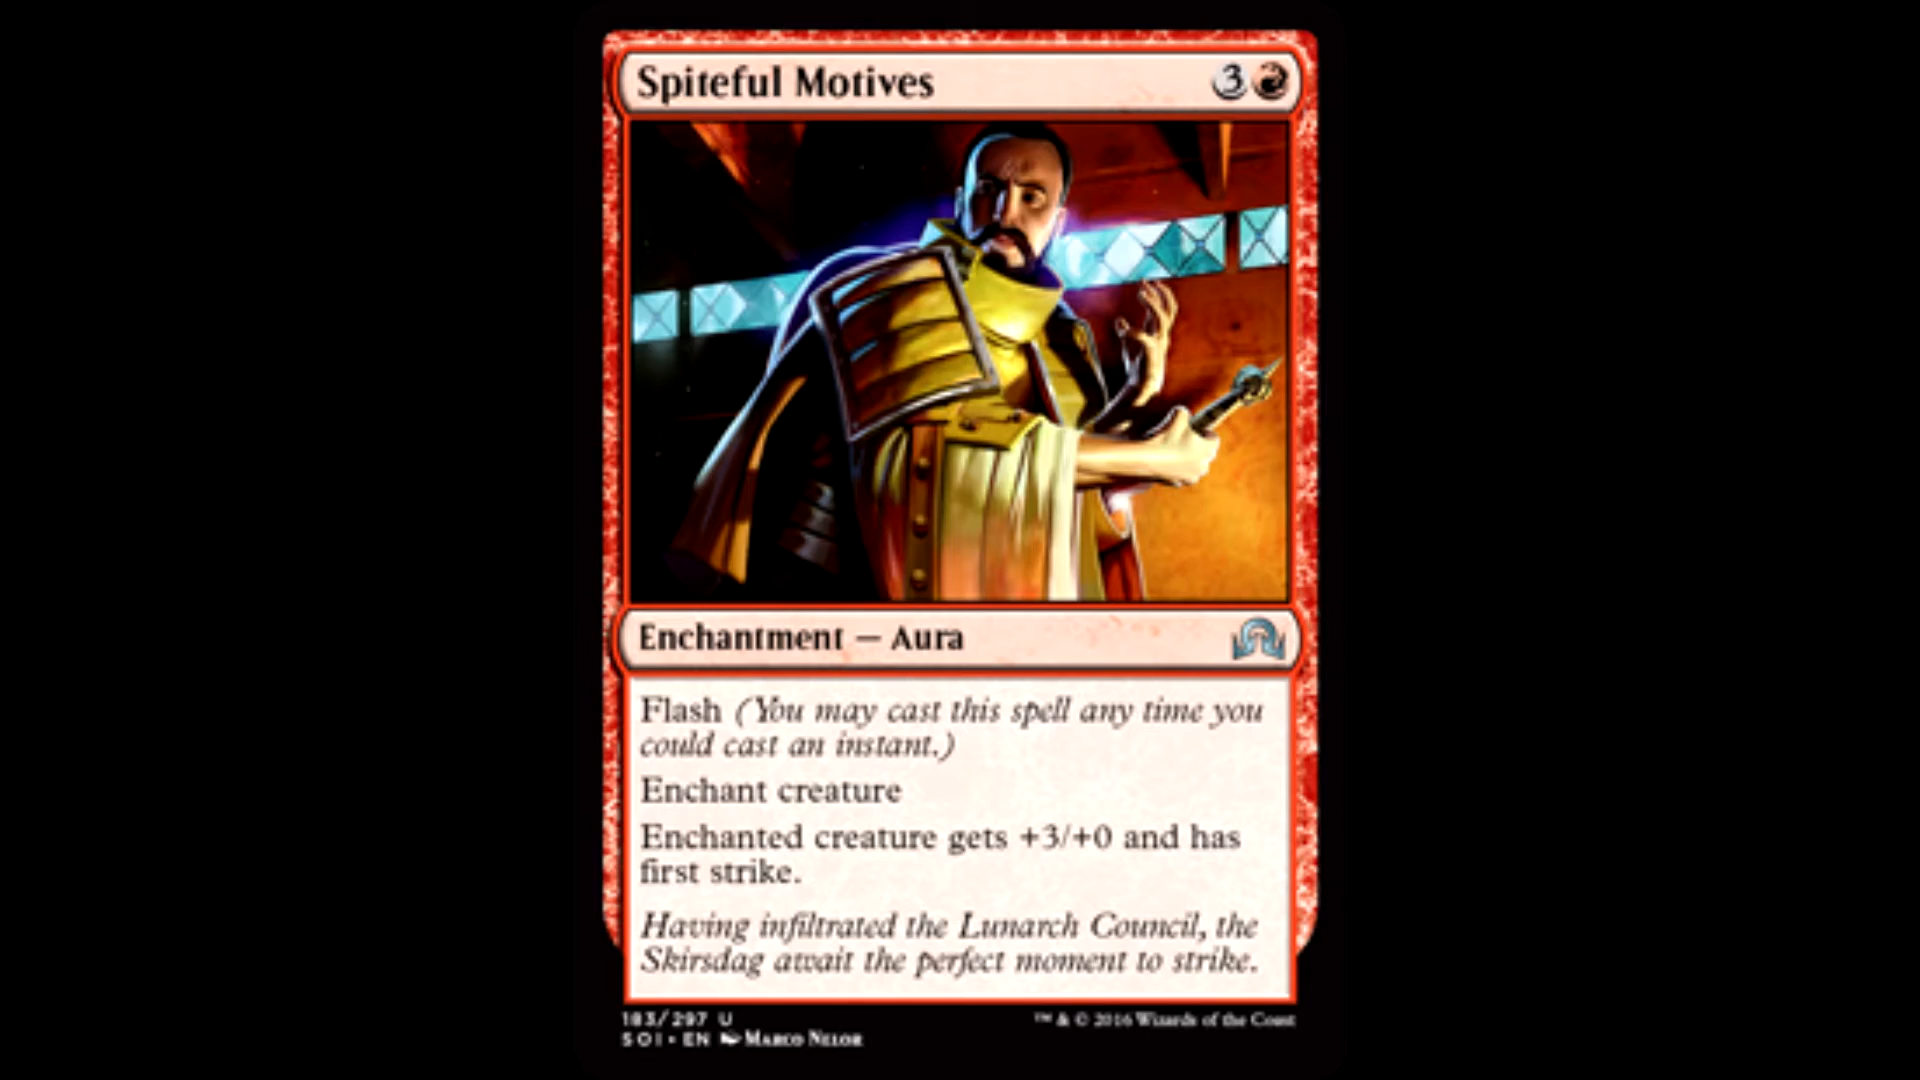 Spiteful Motives 3
Enchantment — Aura
Flash (You may cast this spell any time you
could cast an instant.)
Enchant creature
Enchanted creature gets +3/+0 and has
first strike.
Having infiltrated the Lunarch Council, the
Skirsdag await the perfect moment to strike.
183/297 U
SOI • EN Marco Nelor
™ & © 2016 Wizards of the Coast